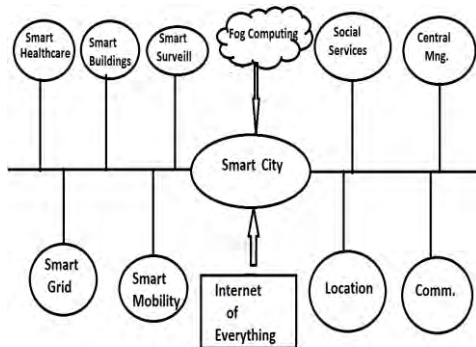 Smart
Healthcare
Smart
Buildings
Smart
Surveill
Fog Computing
Social
Services
Central
Mng.
Smart City
Smart
Grid
Smart
Mobility
Internet
of
Everything
Location
Comm.